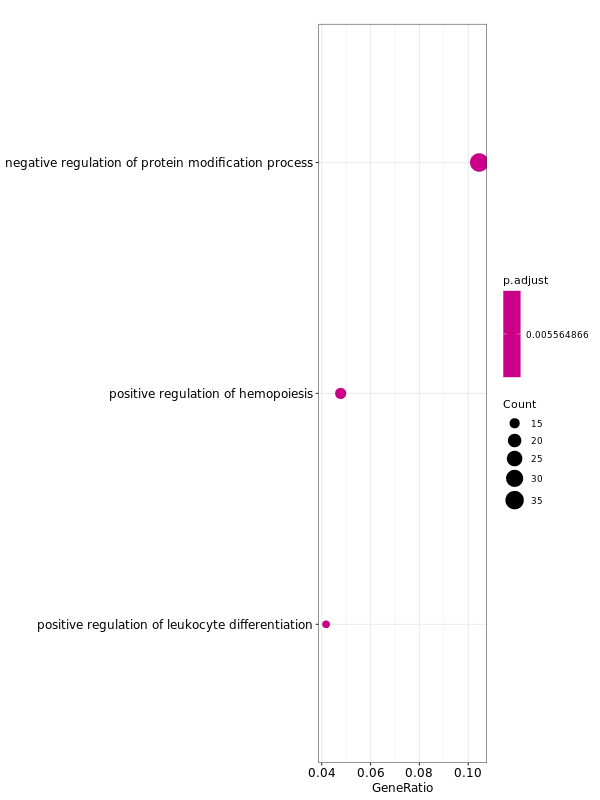 negative regulation of protein modification process
positive regulation of hemopoiesis
positive regulation of leukocyte differentiation
0.04 0.06 0.08 0.10
GeneRatio
p.adjust
0.005564866
Count
15
20
25
30
35